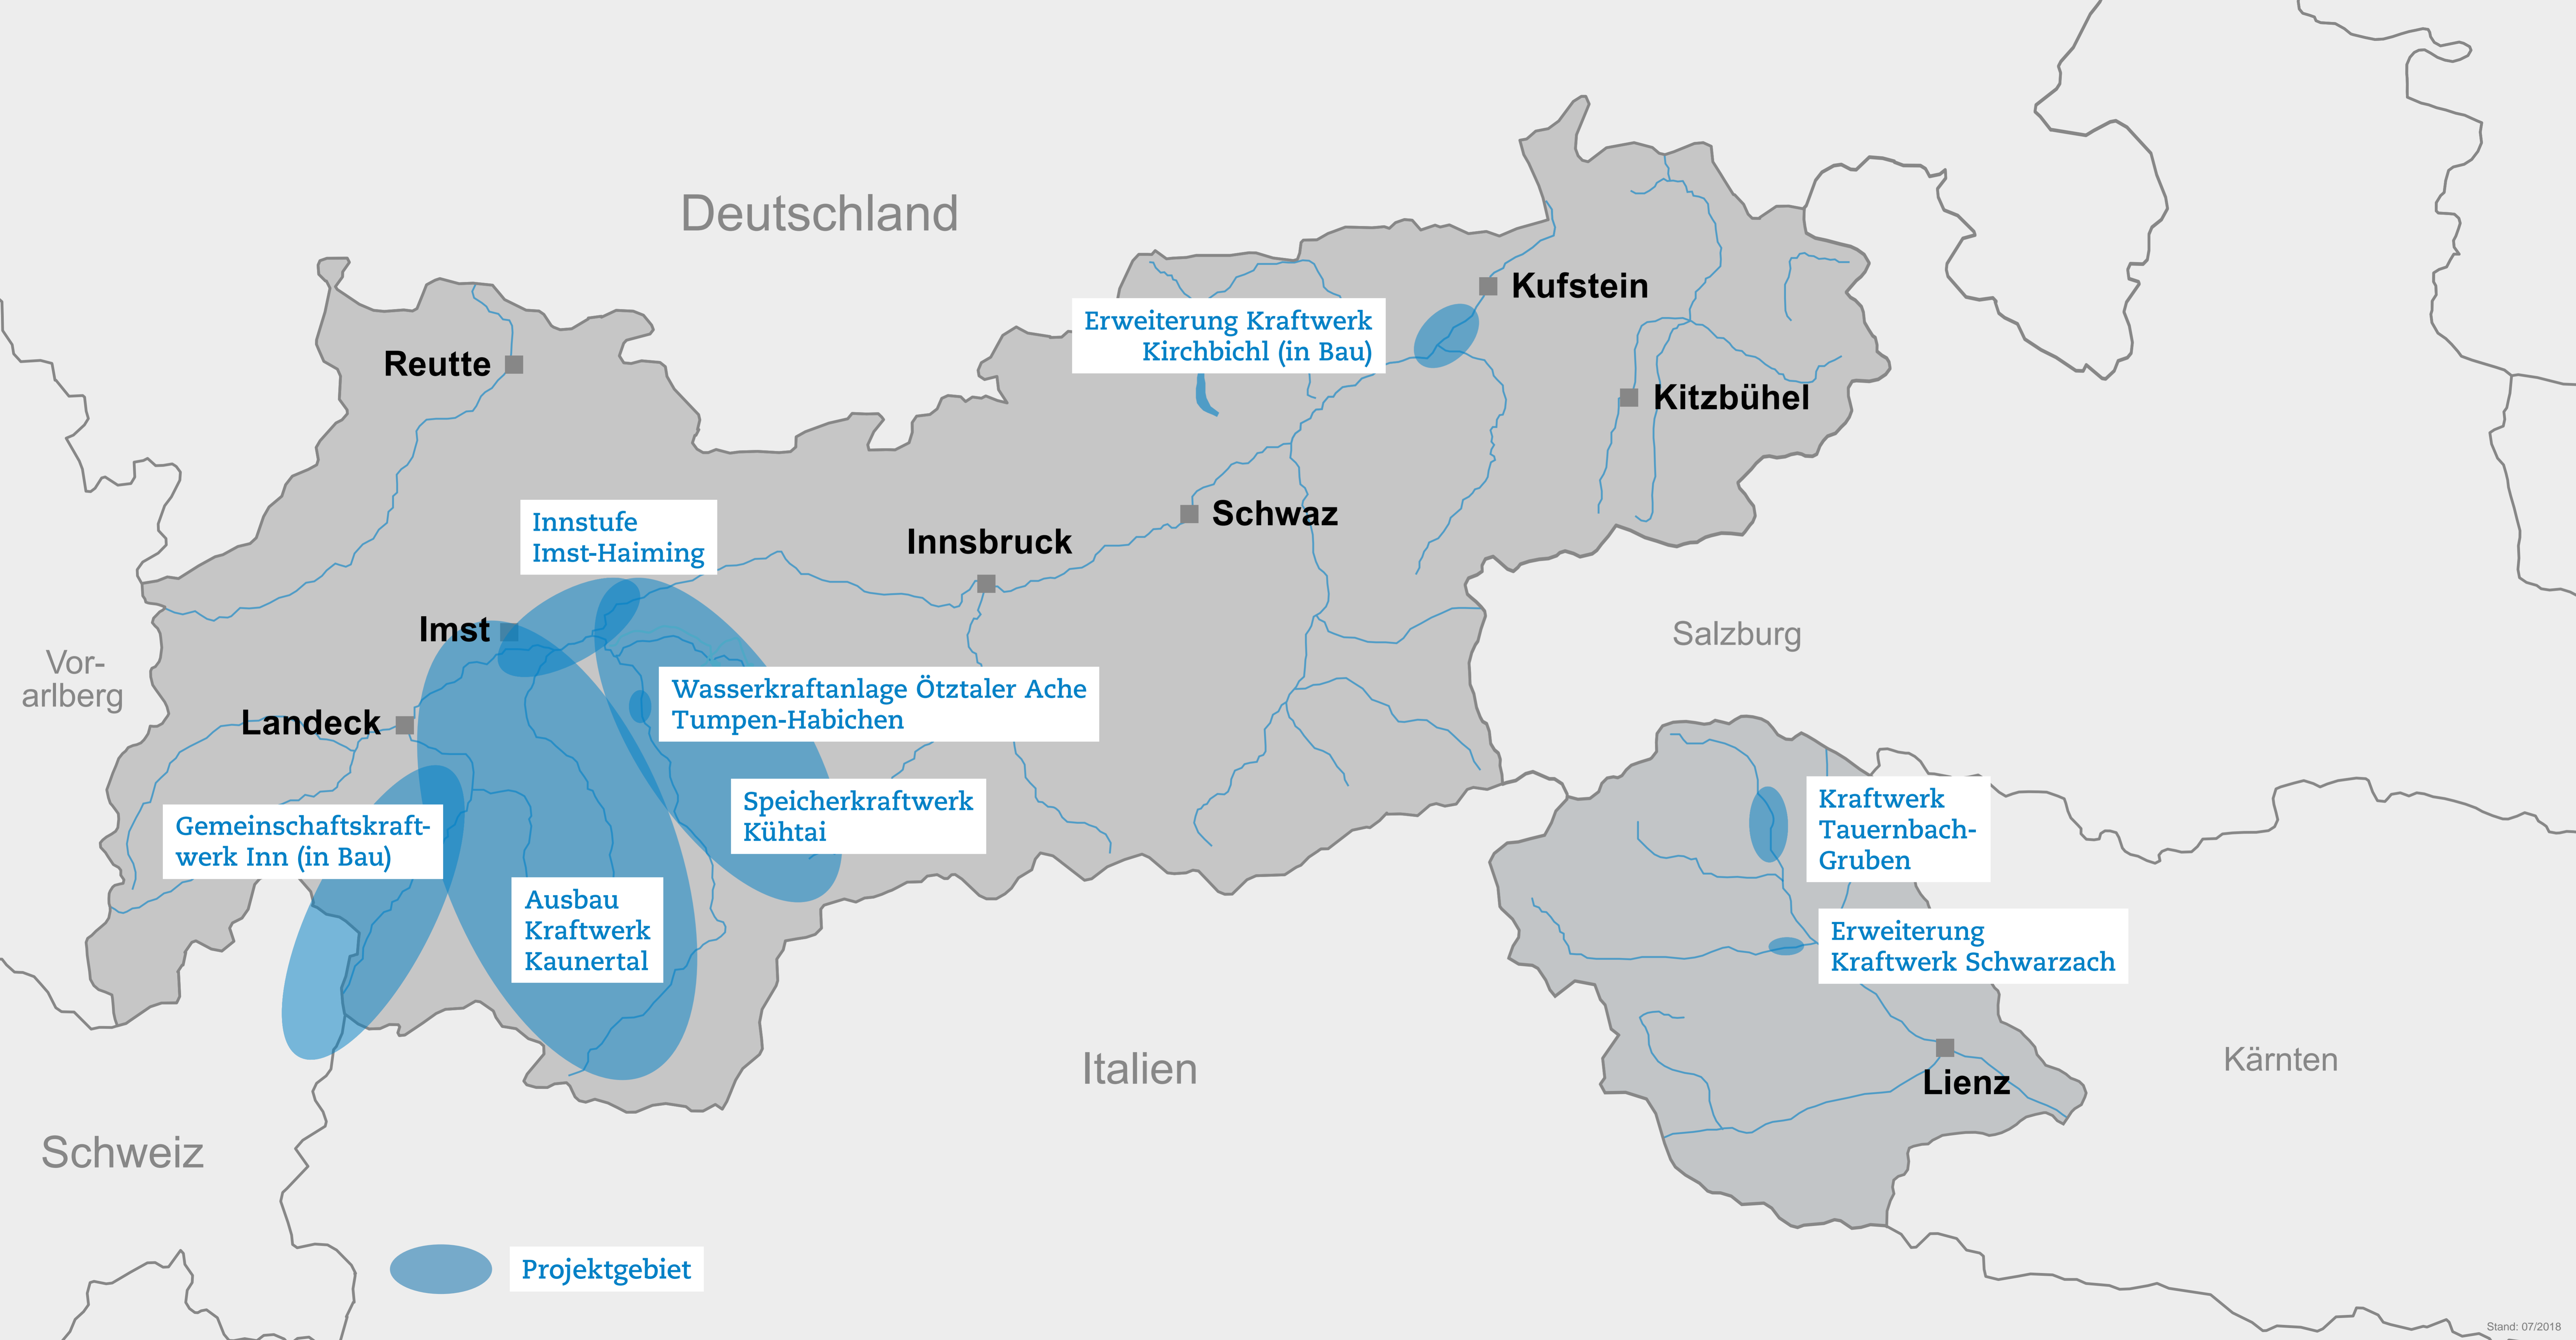 Deutschland
Kufstein
Erweiterung Kraftwerk
Kirchbichl (in Bau)
Reutte
Kitzbühel
Innstufe
Imst-Haiming
Schwaz
Innsbruck
Imst
Salzburg
Vor-
arlberg
Wasserkraftanlage Ötztaler Ache
Tumpen-Habichen
Landeck
Speicherkraftwerk
Kühtai
Kraftwerk
Tauernbach-
Gruben
Gemeinschaftskraft-
werk Inn (in Bau)
Ausbau
Kraftwerk
Kaunertal
Erweiterung
Kraftwerk Schwarzach
Italien
Kärnten
Lienz
Schweiz
Projektgebiet
Stand: 07/2018